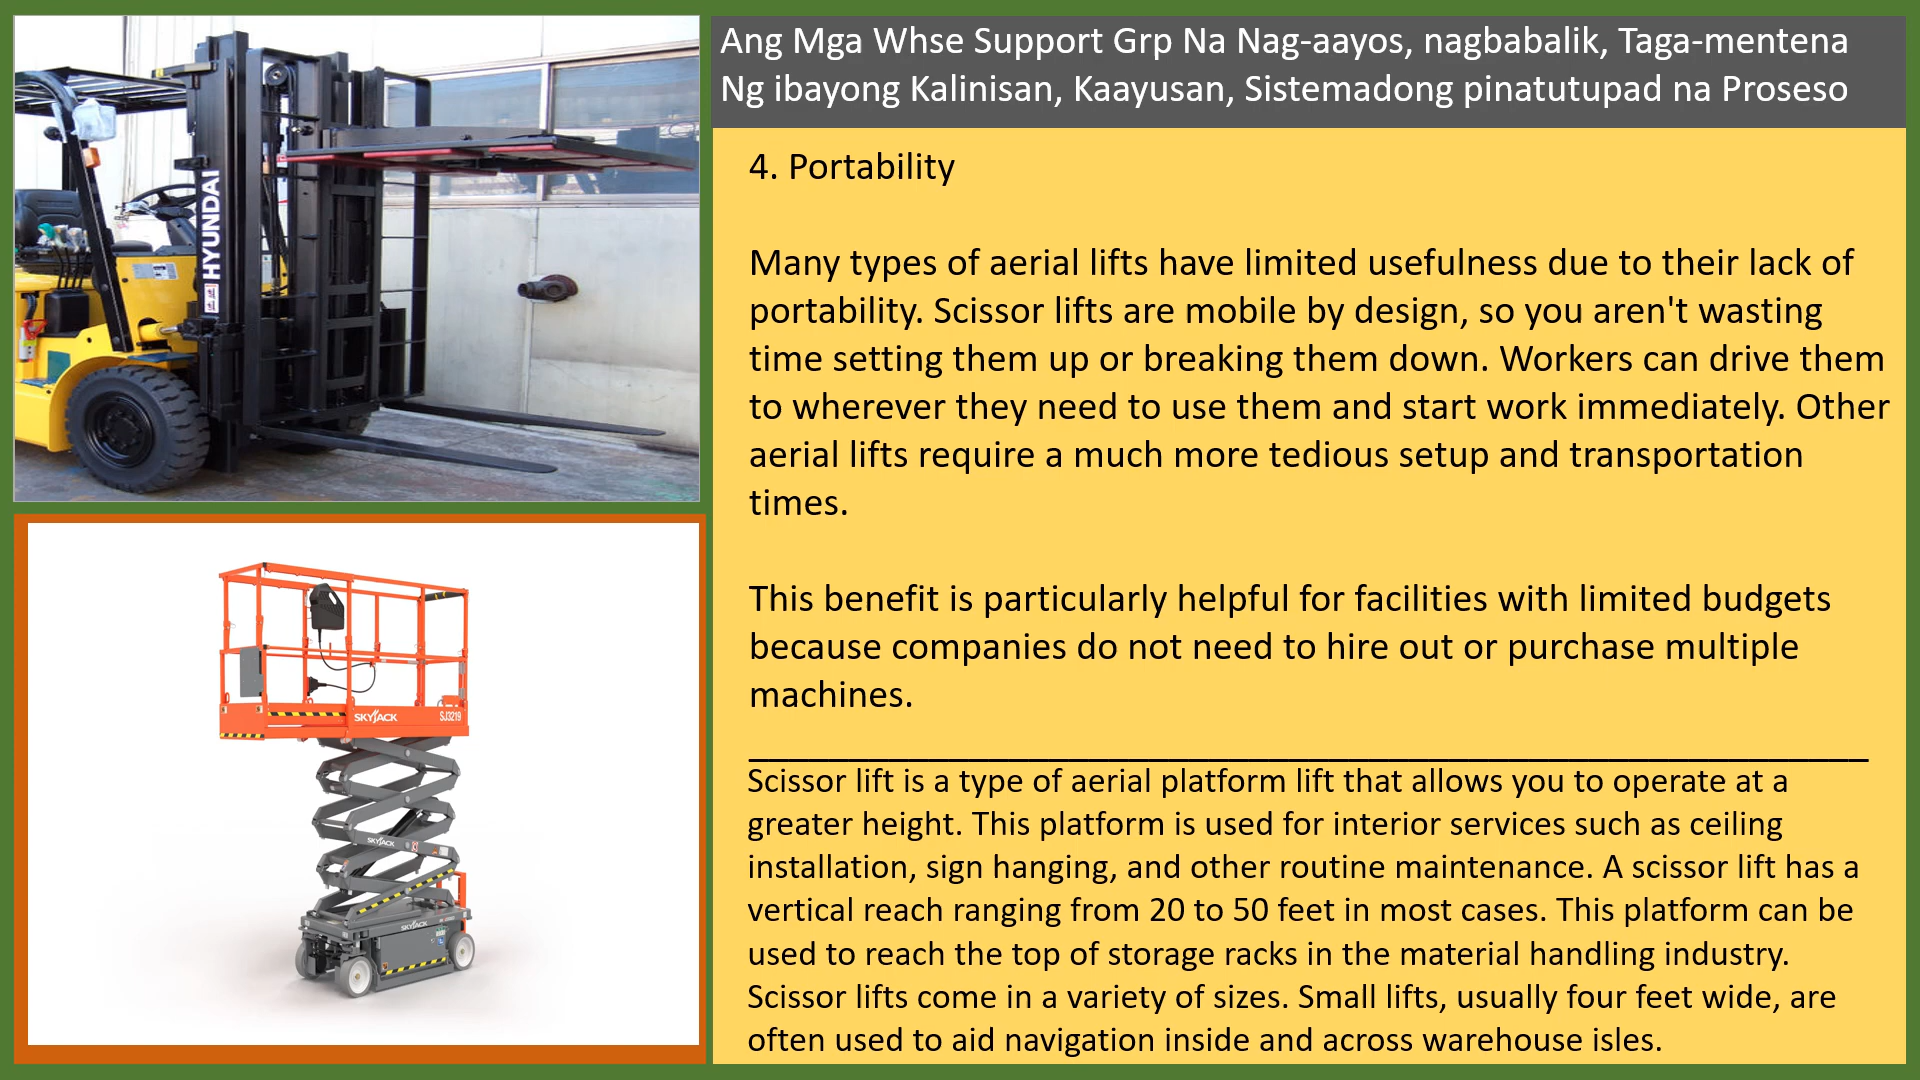 Ang Mga Whse Support Grp Na Nag-aayos, nagbabalik, Taga-mentena
Ng ibayong Kalinisan, Kaayusan, Sistemadong pinatutupad na Proseso
HYUNDAI
4. Portability
Many types of aerial lifts have limited usefulness due to their lack of
portability. Scissor lifts are mobile by design, so you aren't wasting
time setting them up or breaking them down. Workers can drive them
to wherever they need to use them and start work immediately. Other
aerial lifts require a much more tedious setup and transportation
times.
This benefit is particularly helpful for facilities with limited budgets
because companies do not need to hire out or purchase multiple
machines.
SKYJACK
SJ3219
SKYJACK
SKYJACK
Scissor lift is a type of aerial platform lift that allows you to operate at a
greater height. This platform is used for interior services such as ceiling
installation, sign hanging, and other routine maintenance. A scissor lift has a
vertical reach ranging from 20 to 50 feet in most cases. This platform can be
used to reach the top of storage racks in the material handling industry.
Scissor lifts come in a variety of sizes. Small lifts, usually four feet wide, are
often used to aid navigation inside and across warehouse isles.